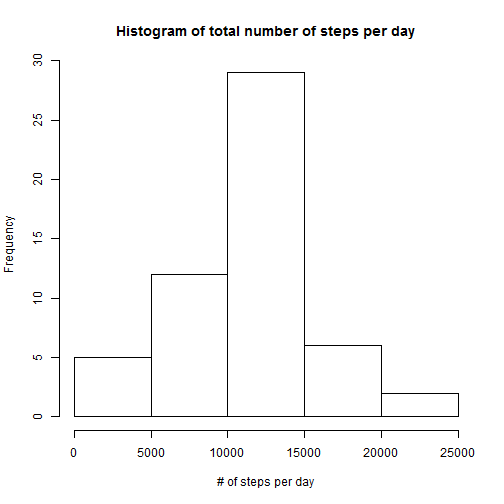 Histogram of total number of steps per day
Frequency
30
25
20
15
10
5
0
0 5000 10000 15000 20000 25000
# of steps per day